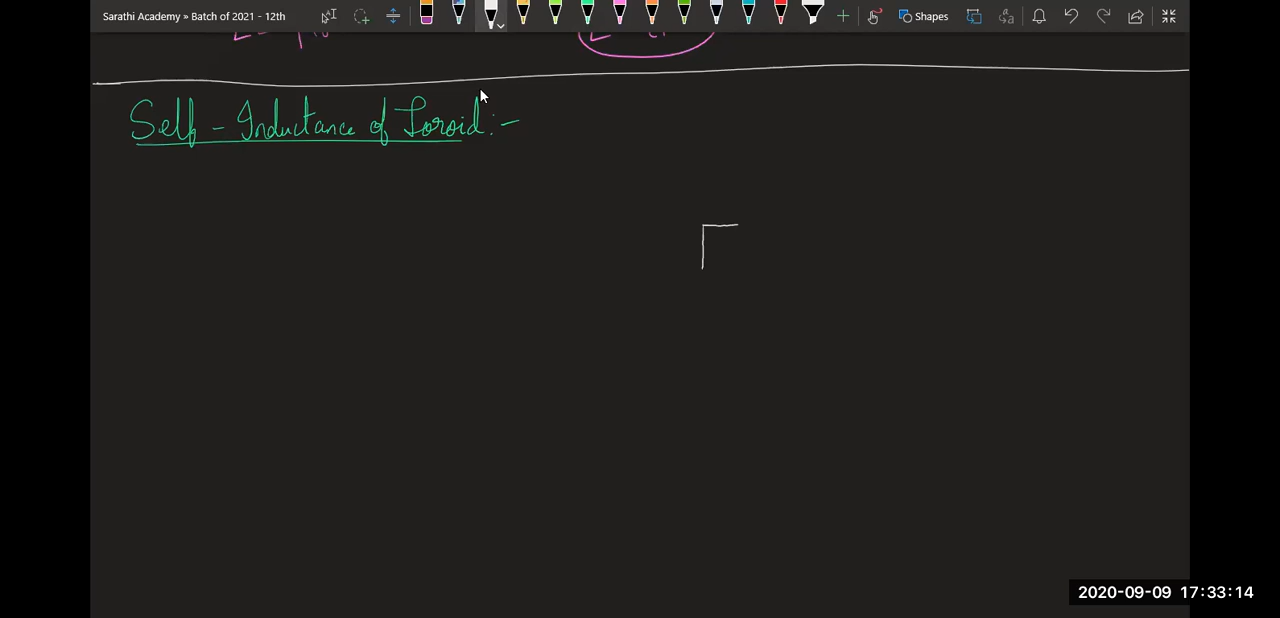 Sarathi Academy » Batch of 2021 - 12th
Shapes
Self - Inductance of Toroid :-
2020-09-09 17:33:14